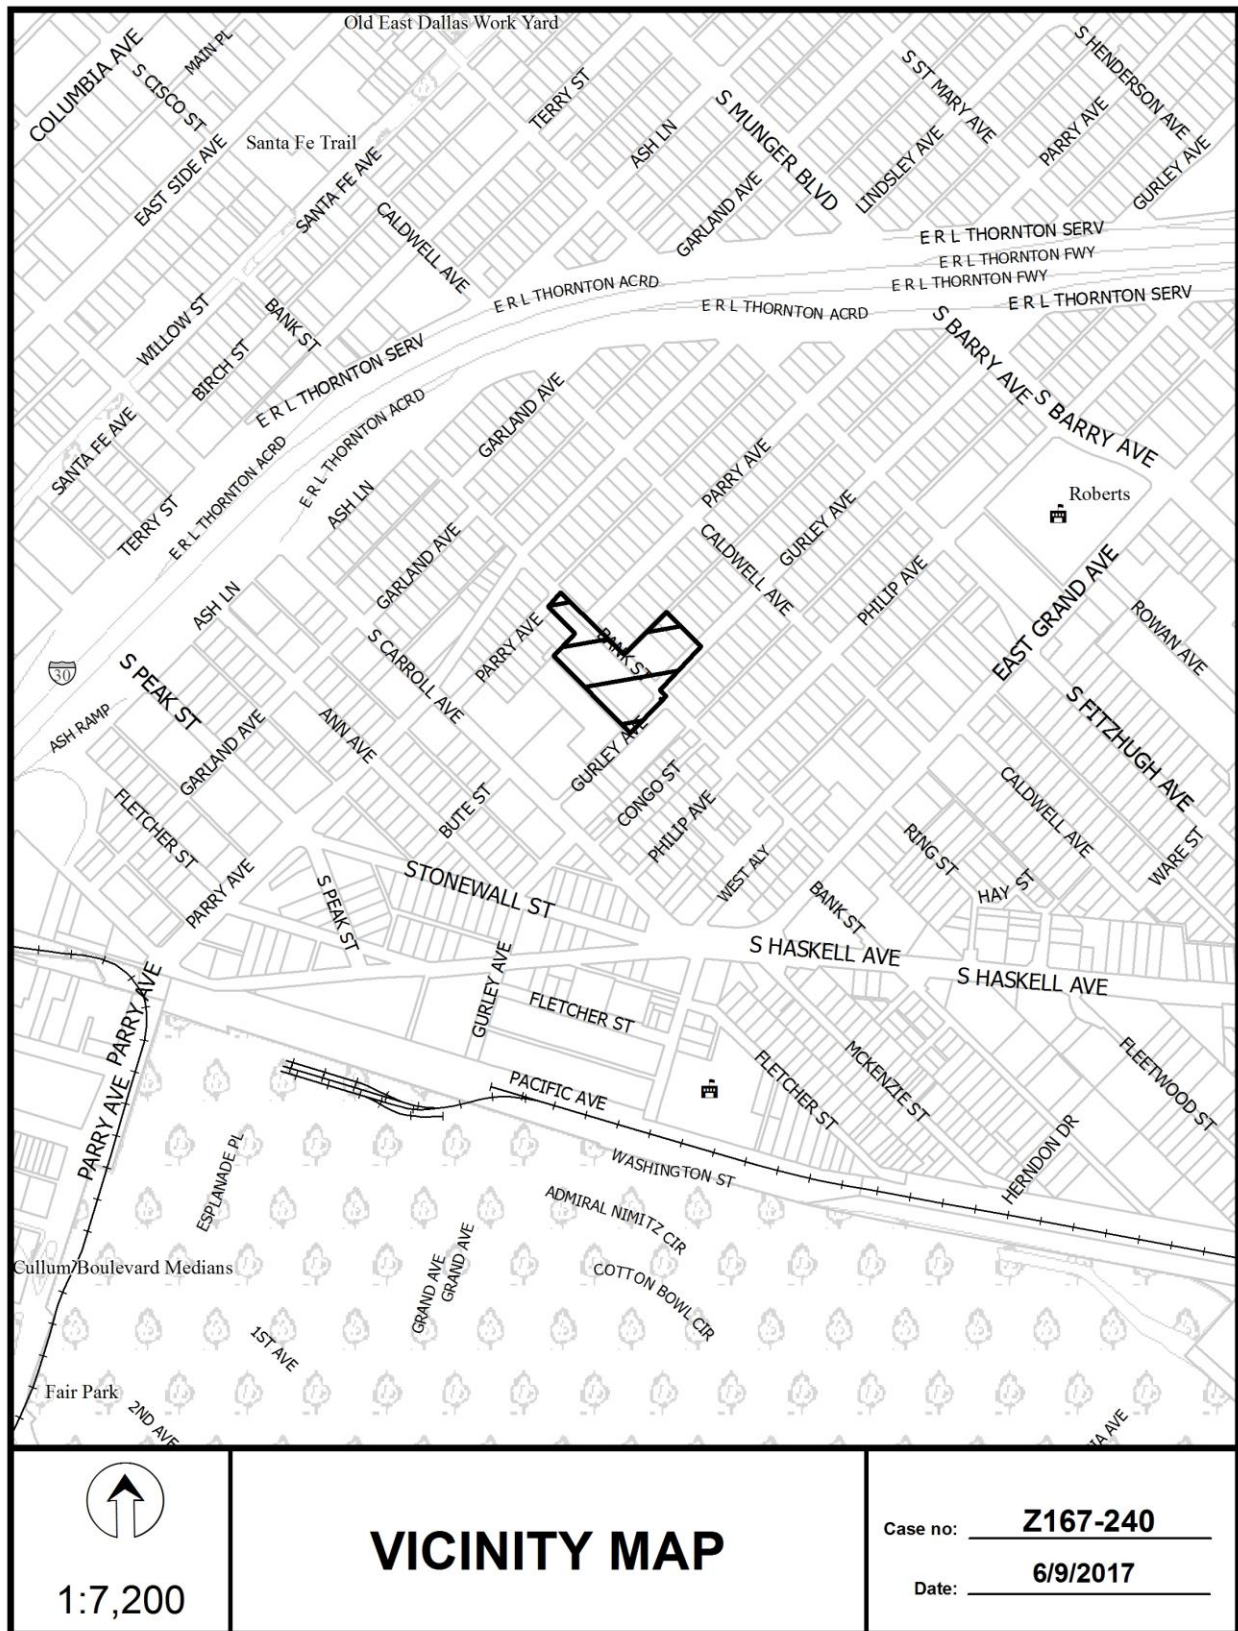 Old East Dallas Work Yard
COLUMBIA AVE
S CISCO ST
MAIN PL
TERRY ST
S MUNGER BLVD
S ST MARY AVE
S HENDERSON AVE
Santa Fe Trail
EAST SIDE AVE
SANTA FE AVE
ASH LN
LINDSLEY AVE
PARRY AVE
GURLEY AVE
CALDWELL AVE
GARLAND AVE
E R L THORNTON SERV
E R L THORNTON FWY
E R L THORNTON FWY
E R L THORNTON ACRD
E R L THORNTON ACRD
E R L THORNTON SERV
WILLOW ST
BANK ST
BIRCH ST
E R L THORNTON SERV
S BARRY AVE
S BARRY AVE
SANTA FE AVE
E R L THORNTON ACRD
E R L THORNTON ACRD
GARLAND AVE
PARRY AVE
TERRY ST
ASH LN
GURLEY AVE
Roberts
GARLAND AVE
CALDWELL AVE
PHILIP AVE
EAST GRAND AVE
ASH LN
ROWAN AVE
S CARROLL AVE
PARRY AVE
BANK ST
30
S PEAK ST
S FITZHUGH AVE
ASH RAMP
GARLAND AVE
ANN AVE
GURLEY AVE
CONGO ST
FLETCHER ST
BUTE ST
PHILIP AVE
CALDWELL AVE
WARE ST
RING ST
PARRY AVE
S PEAK ST
STONEWALL ST
WEST ALY
BANK ST
HAY ST
S HASKELL AVE
S HASKELL AVE
PARRY AVE
GURLEY AVE
FLETCHER ST
PARRY AVE
PACIFIC AVE
FLETCHER ST
MCKENZIE ST
FLEETWOOD ST
ESPLANADE PL
WASHINGTON ST
HERNDON DR
ADMIRAL NIMITZ CIR
Cullum Boulevard Medians
GRAND AVE
GRAND AVE
COTTON BOWL CIR
1ST AVE
Fair Park
2ND AVE
IA AVE
1:7,200
VICINITY MAP
Case no: Z167-240
Date: 6/9/2017